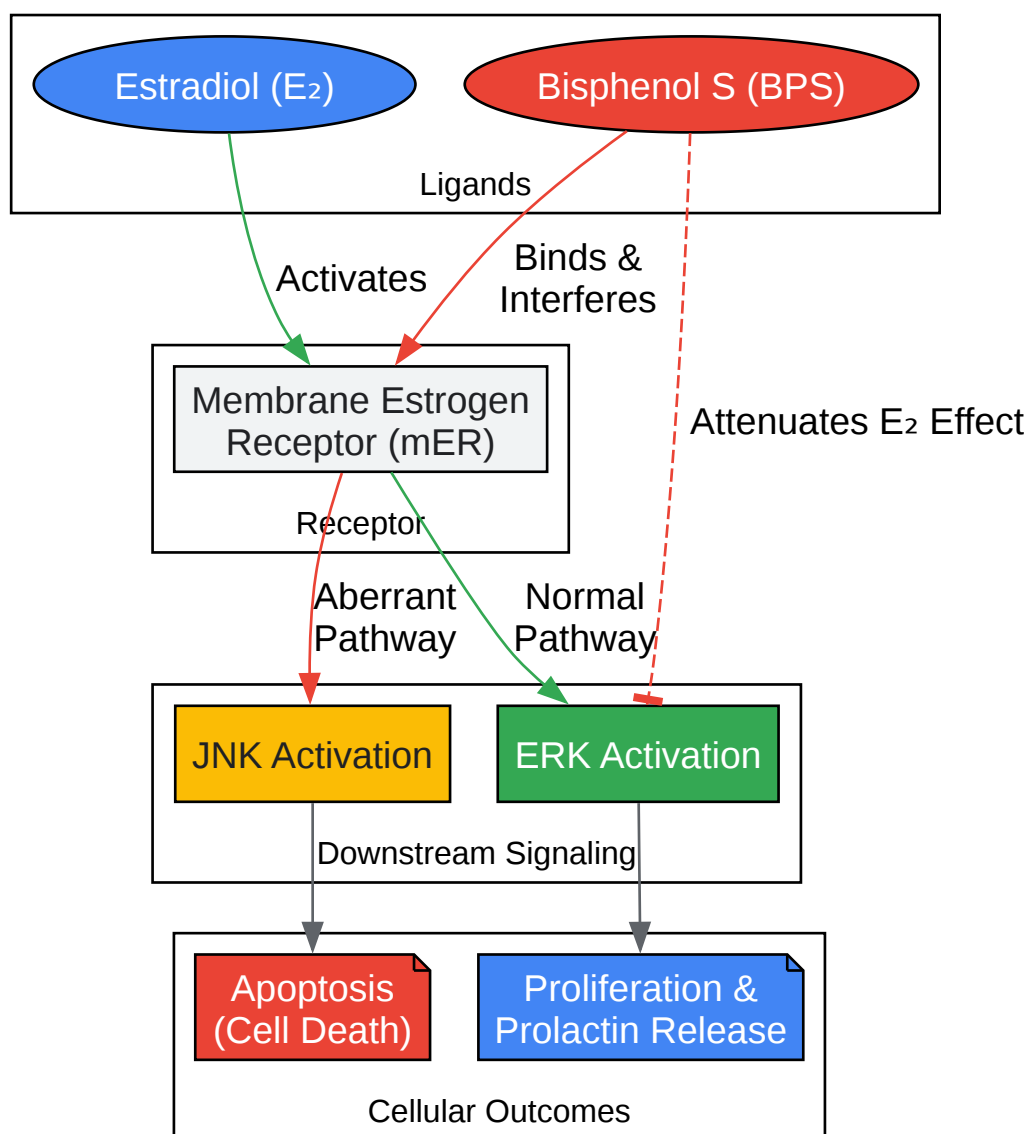 Estradiol (E₂)
Bisphenol S (BPS)
Ligands
Activates
Binds &
Interferes
Membrane Estrogen
Receptor (mER)
Attenuates E₂ Effect
Receptor
Aberrant
Pathway
Normal
Pathway
JNK Activation
ERK Activation
Downstream Signaling
Apoptosis
(Cell Death)
Proliferation &
Prolactin Release
Cellular Outcomes